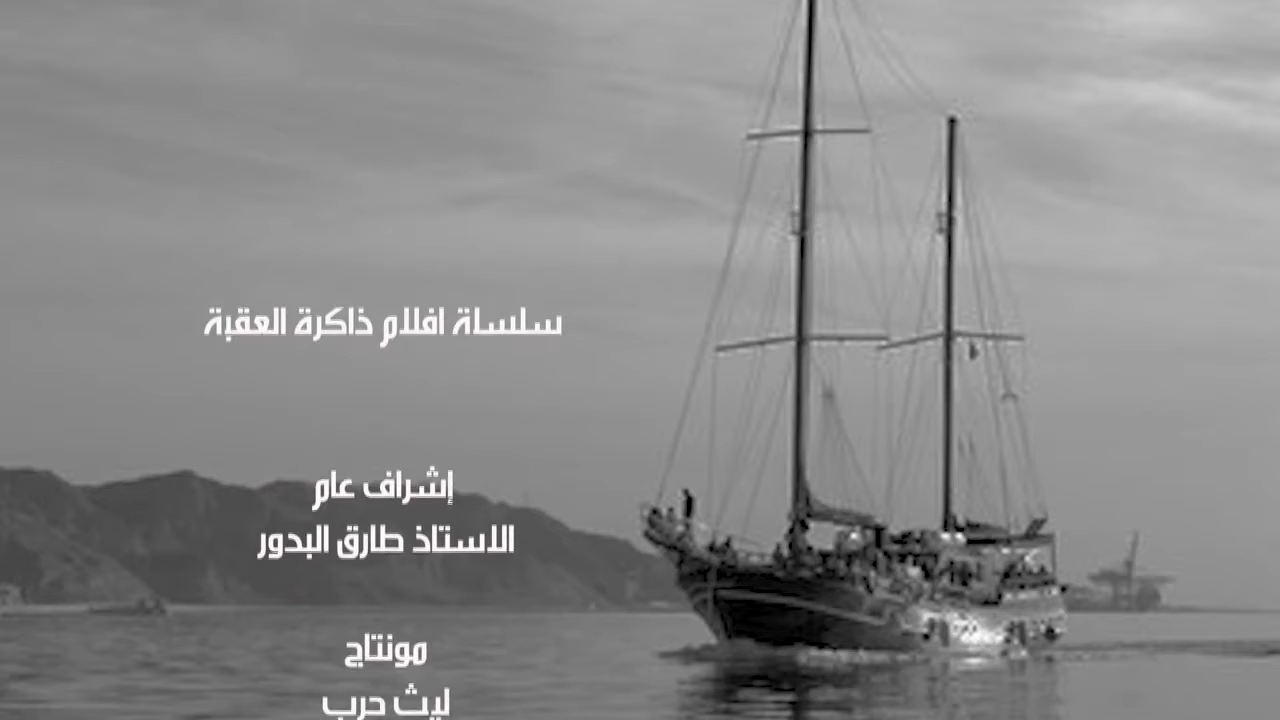 سلسلة افلام ذاكرة العقبة
إشراف عام
الاستاذ طارق البدور
مونتاج
ليث حرب